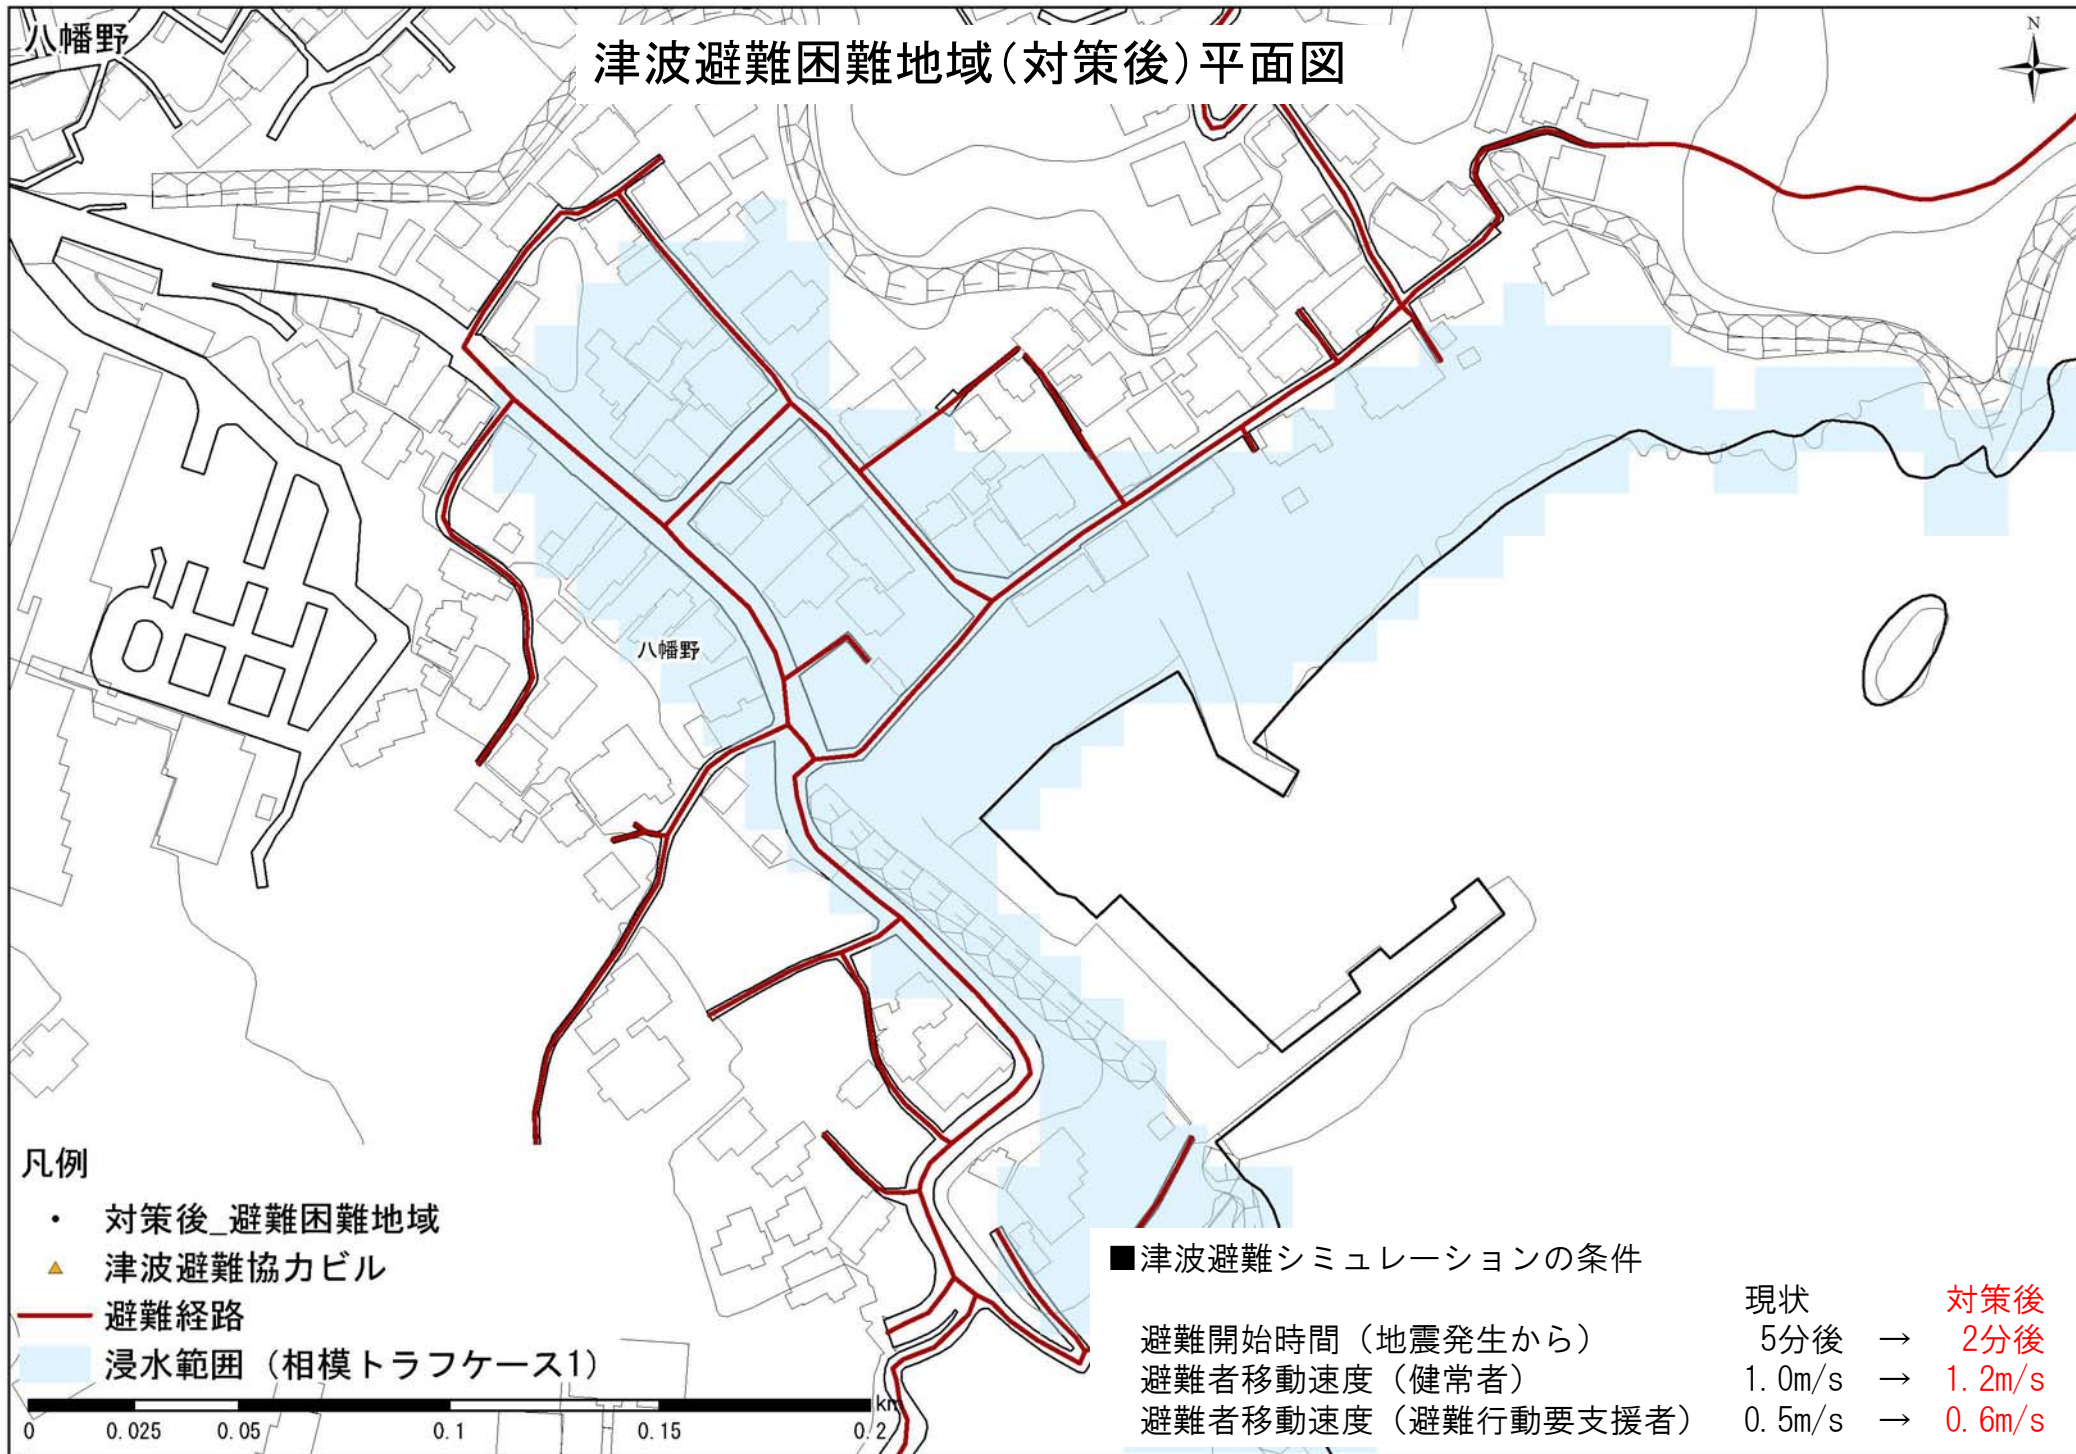 八幡野
津波避難困難地域(対策後)平面図
N
八幡野
凡例
・ 対策後_避難困難地域
津波避難協力ビル
避難経路
浸水範囲（相模トラフケース1）
km
0 0.025 0.05 0.1 0.15 0.2
■津波避難シミュレーションの条件
現状 対策後
避難開始時間（地震発生から） 5分後 → 2分後
避難者移動速度（健常者） 1.0m/s → 1.2m/s
避難者移動速度（避難行動要支援者） 0.5m/s → 0.6m/s